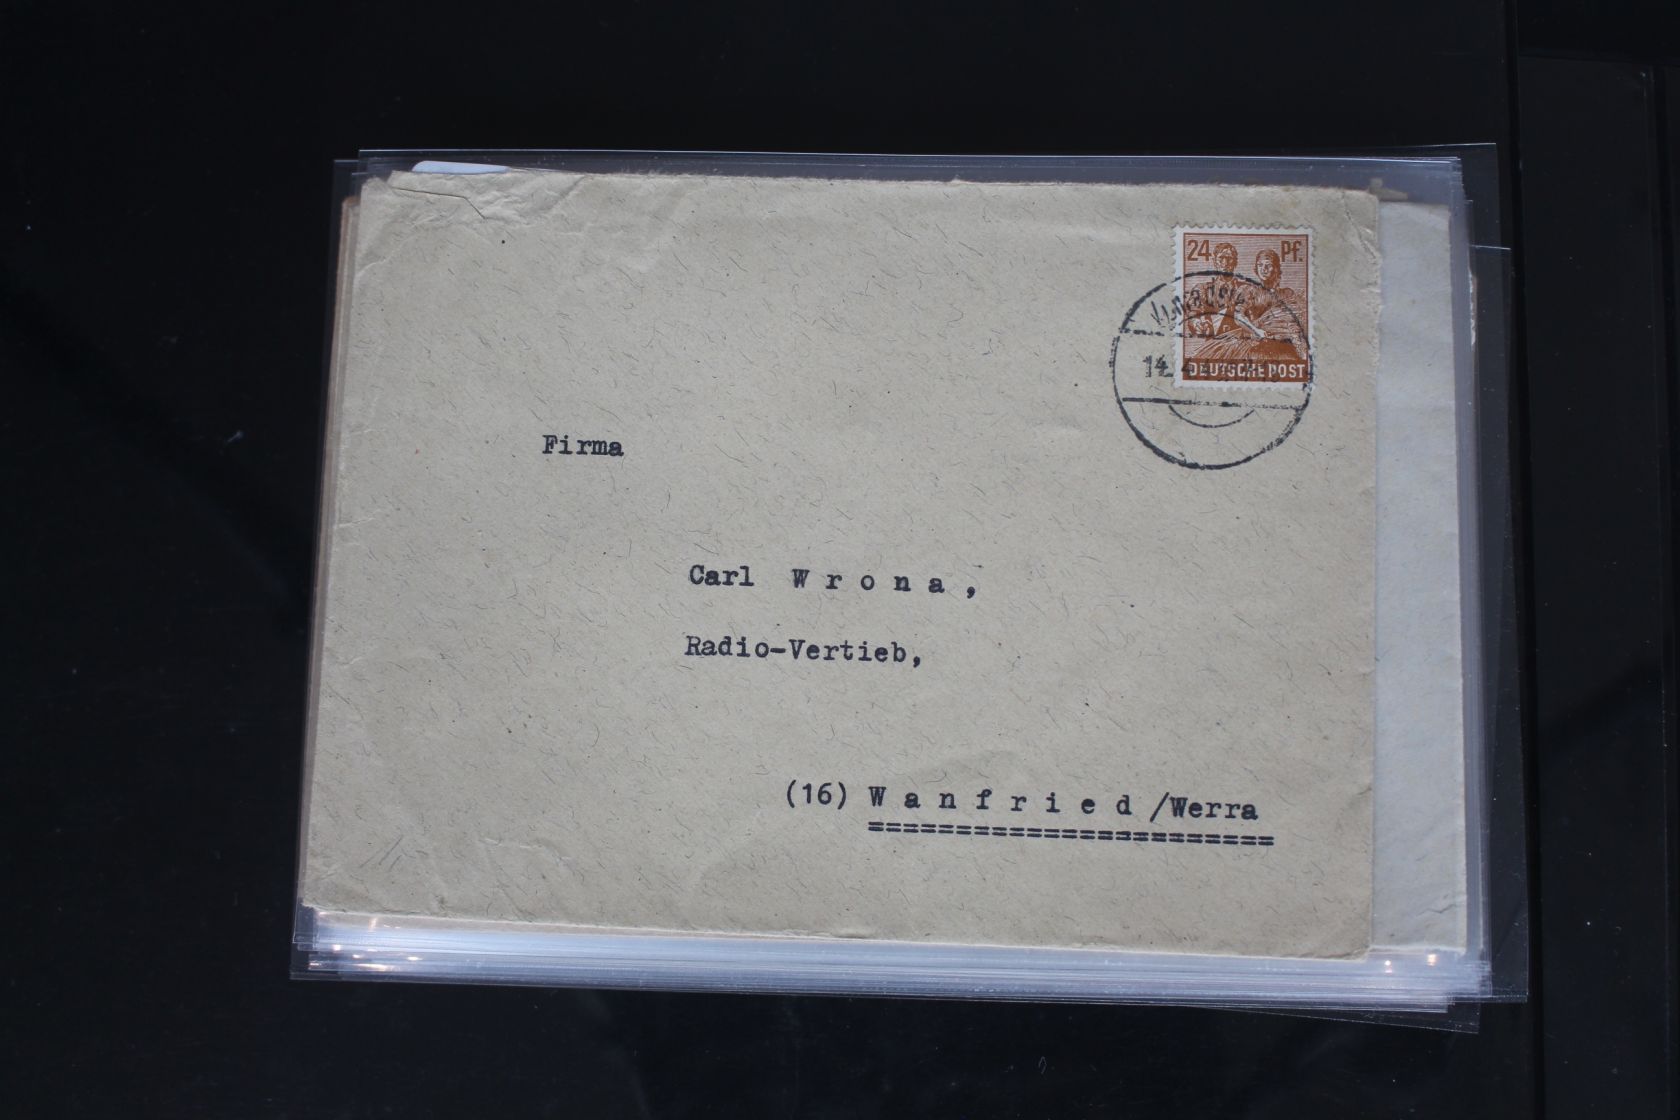 24 Pf.
DEUTSCHE POST
14.
Firma
Carl Wrona,
Radio-Vertieb,
(16) Wanfried/Werra